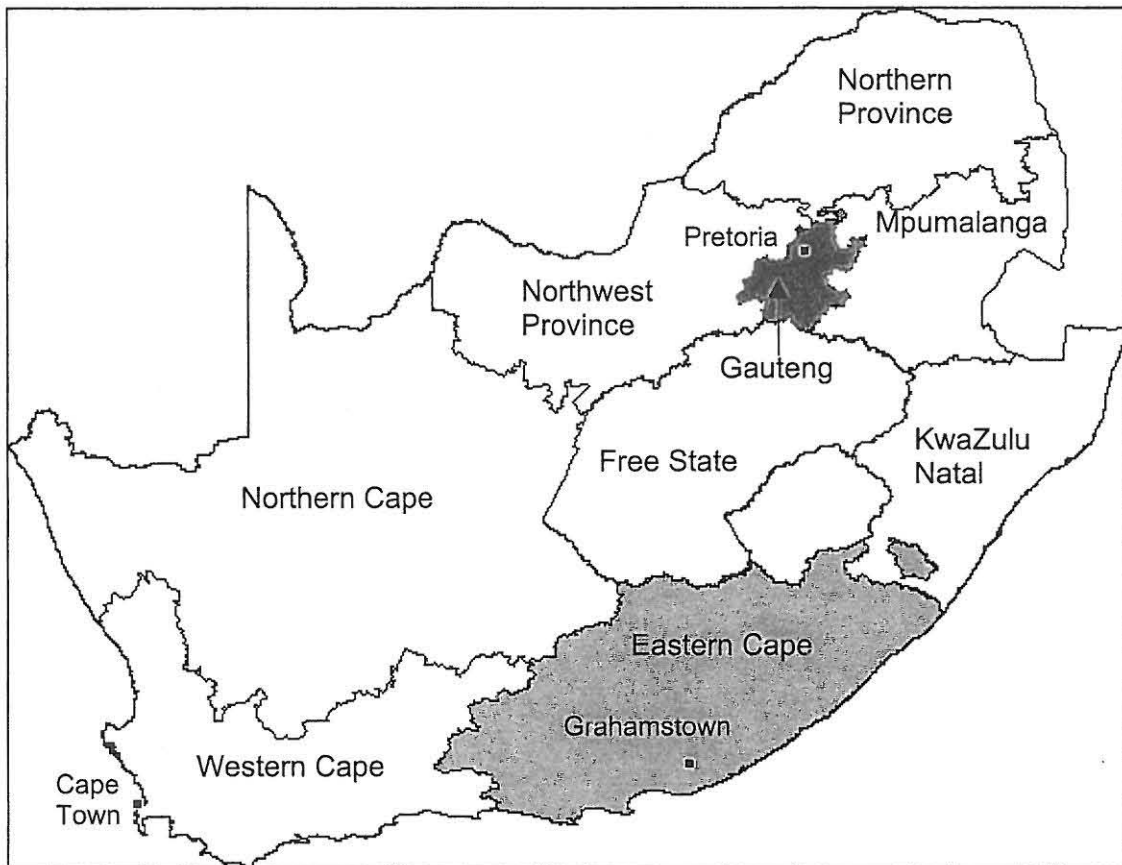 Northern
Province
Pretoria
Mpumalanga
Northwest
Province
Gauteng
Free State
KwaZulu
Natal
Northern Cape
Eastern Cape
Grahamstown
Western Cape
Cape
Town